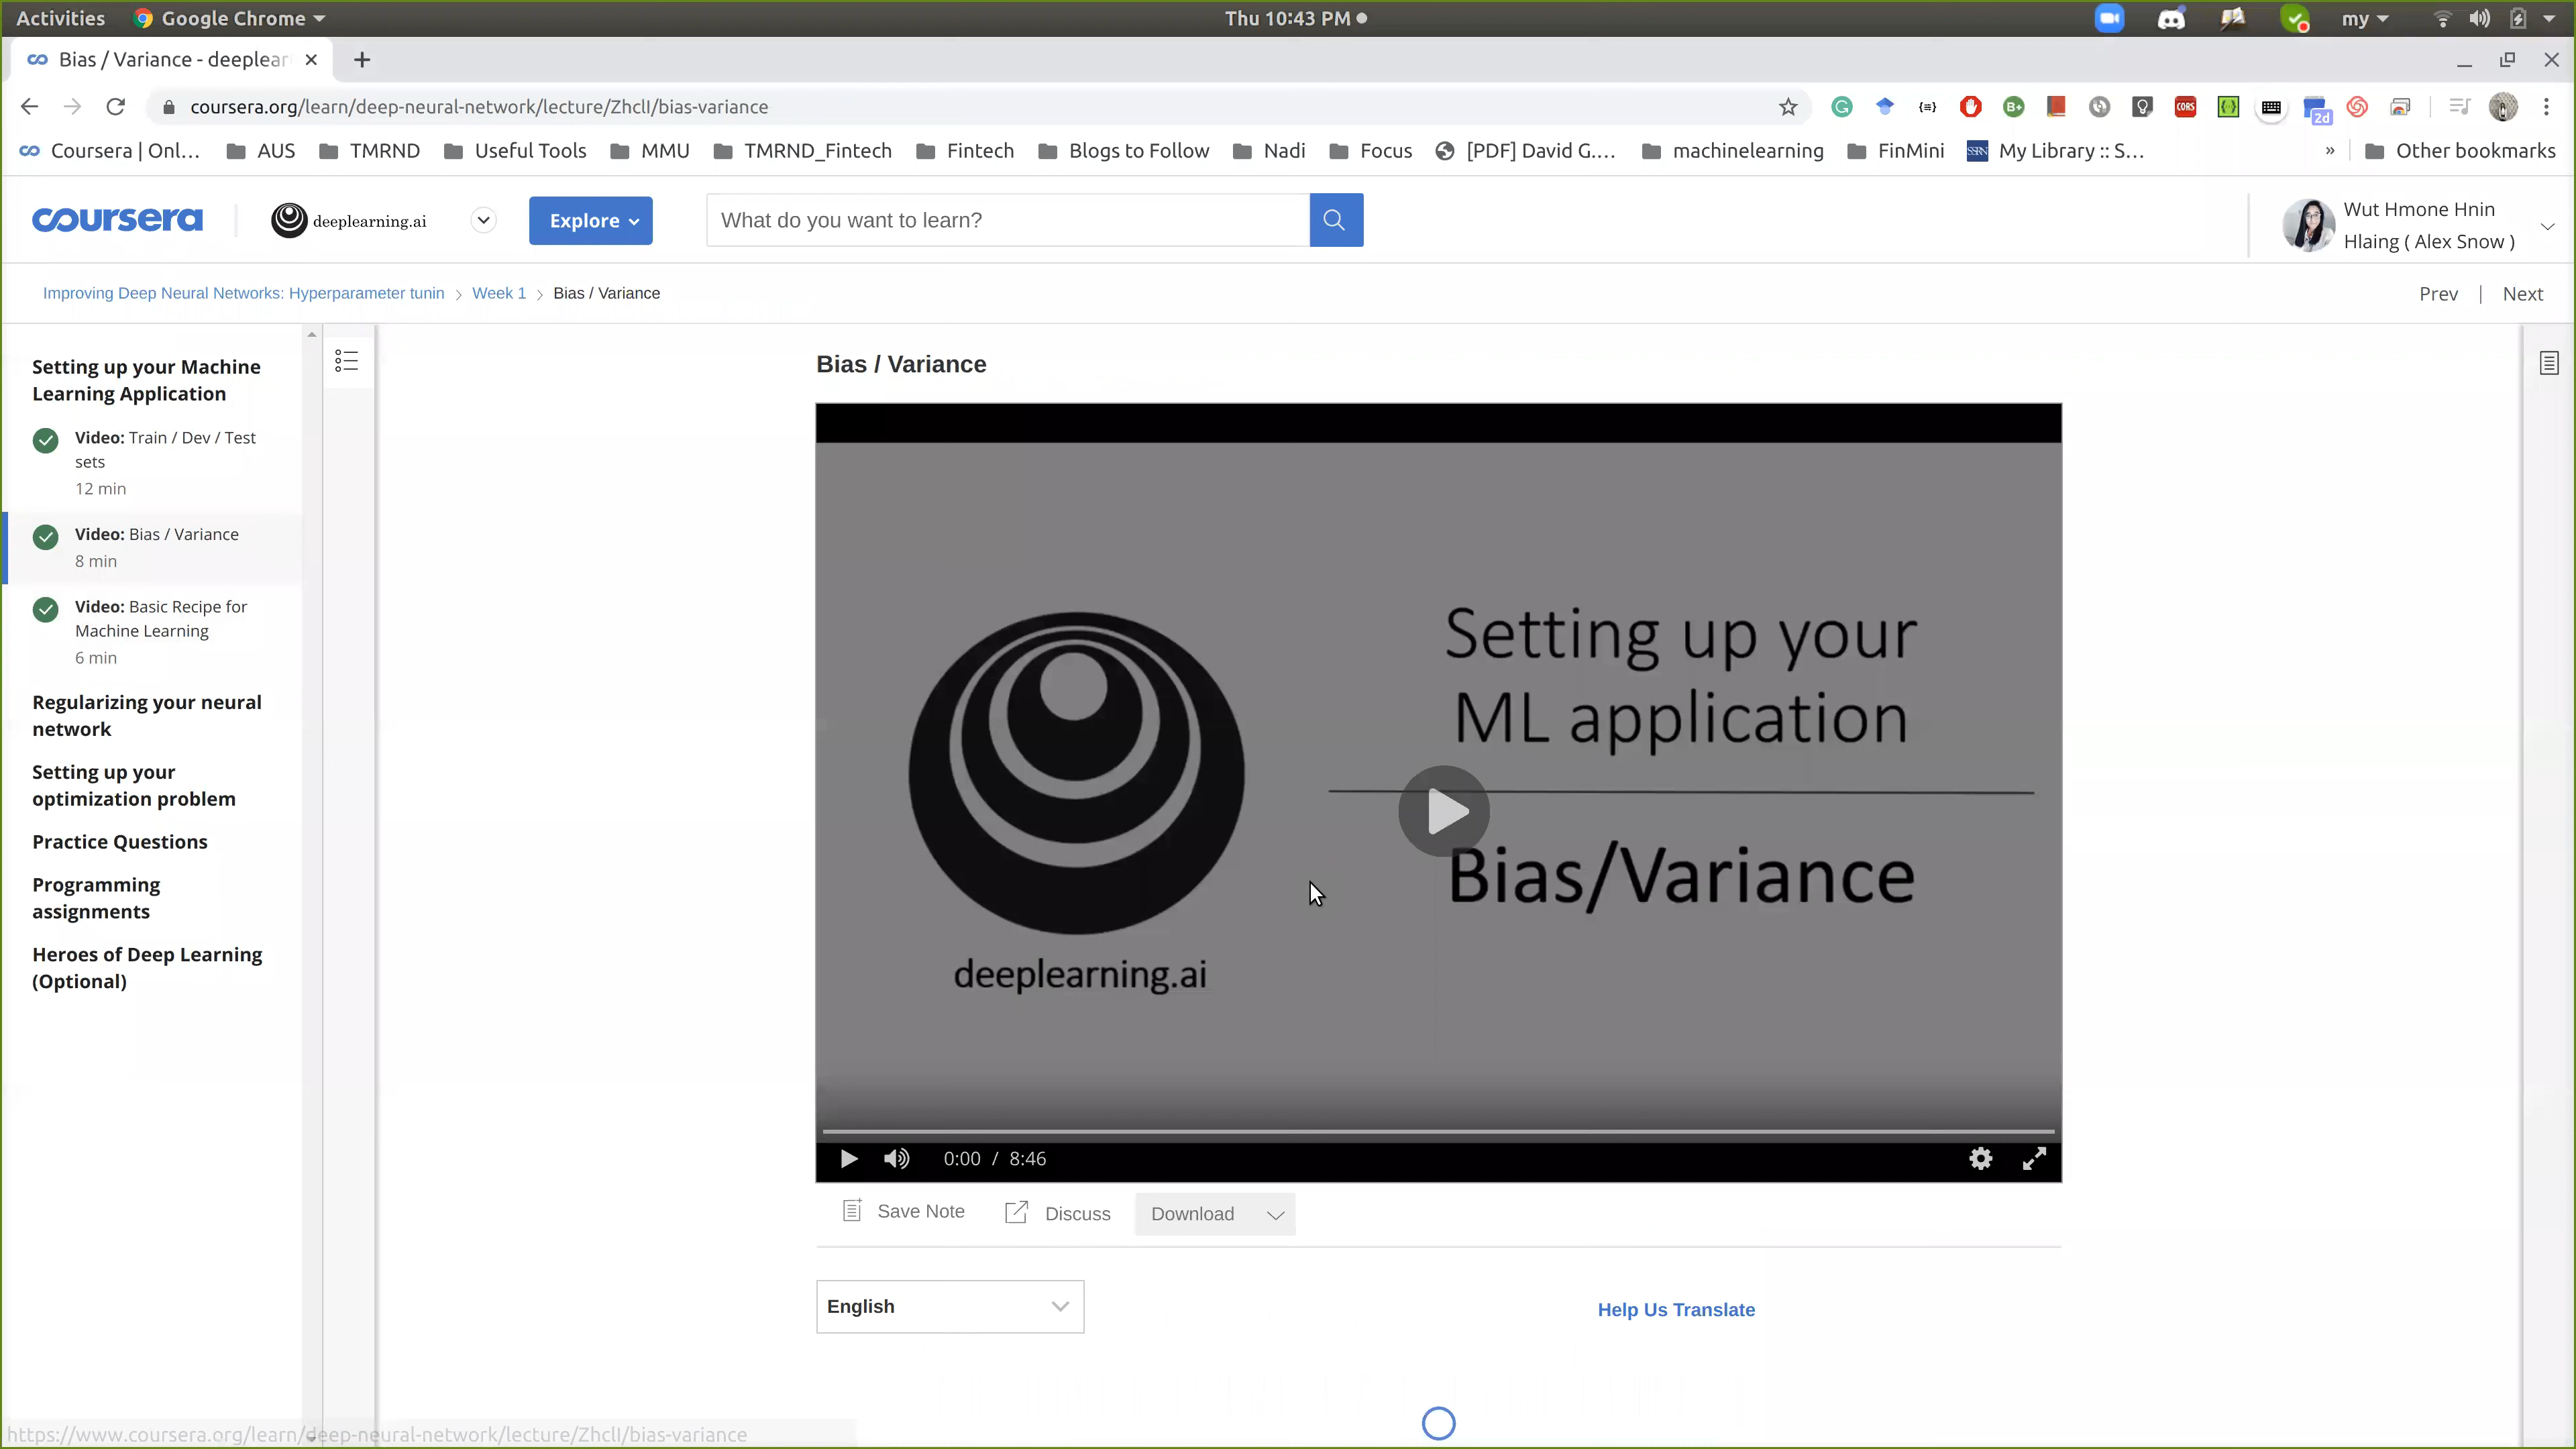 Activities
Google Chrome
Thu 10:43 PM
my
Bias / Variance - deeplear
coursera.org/learn/deep-neural-network/lecture/ZhclI/bias-variance
B+
CORS
2d
Coursera | Onl...
AUS
TMRND
Useful Tools
MMU
TMRND_Fintech
Fintech
Blogs to Follow
Nadi
Focus
[PDF] David G....
machinelearning
FinMini
SSRN
My Library :: S...
»
Other bookmarks
coursera
deeplearning.ai
Explore
What do you want to learn?
Wut Hmone Hnin
Hlaing ( Alex Snow )
Improving Deep Neural Networks: Hyperparameter tunin > Week 1 > Bias / Variance
Prev | Next
Setting up your Machine
Learning Application
Video: Train / Dev / Test
sets
12 min
Video: Bias / Variance
8 min
Video: Basic Recipe for
Machine Learning
6 min
Regularizing your neural
network
Setting up your
optimization problem
Practice Questions
Programming
assignments
Heroes of Deep Learning
(Optional)
Bias / Variance
Setting up your
ML application
Bias/Variance
deeplearning.ai
0:00 / 8:46
Save Note
Discuss
Download
English
Help Us Translate
https://www.coursera.org/learn/deep-neural-network/lecture/ZhclI/bias-variance